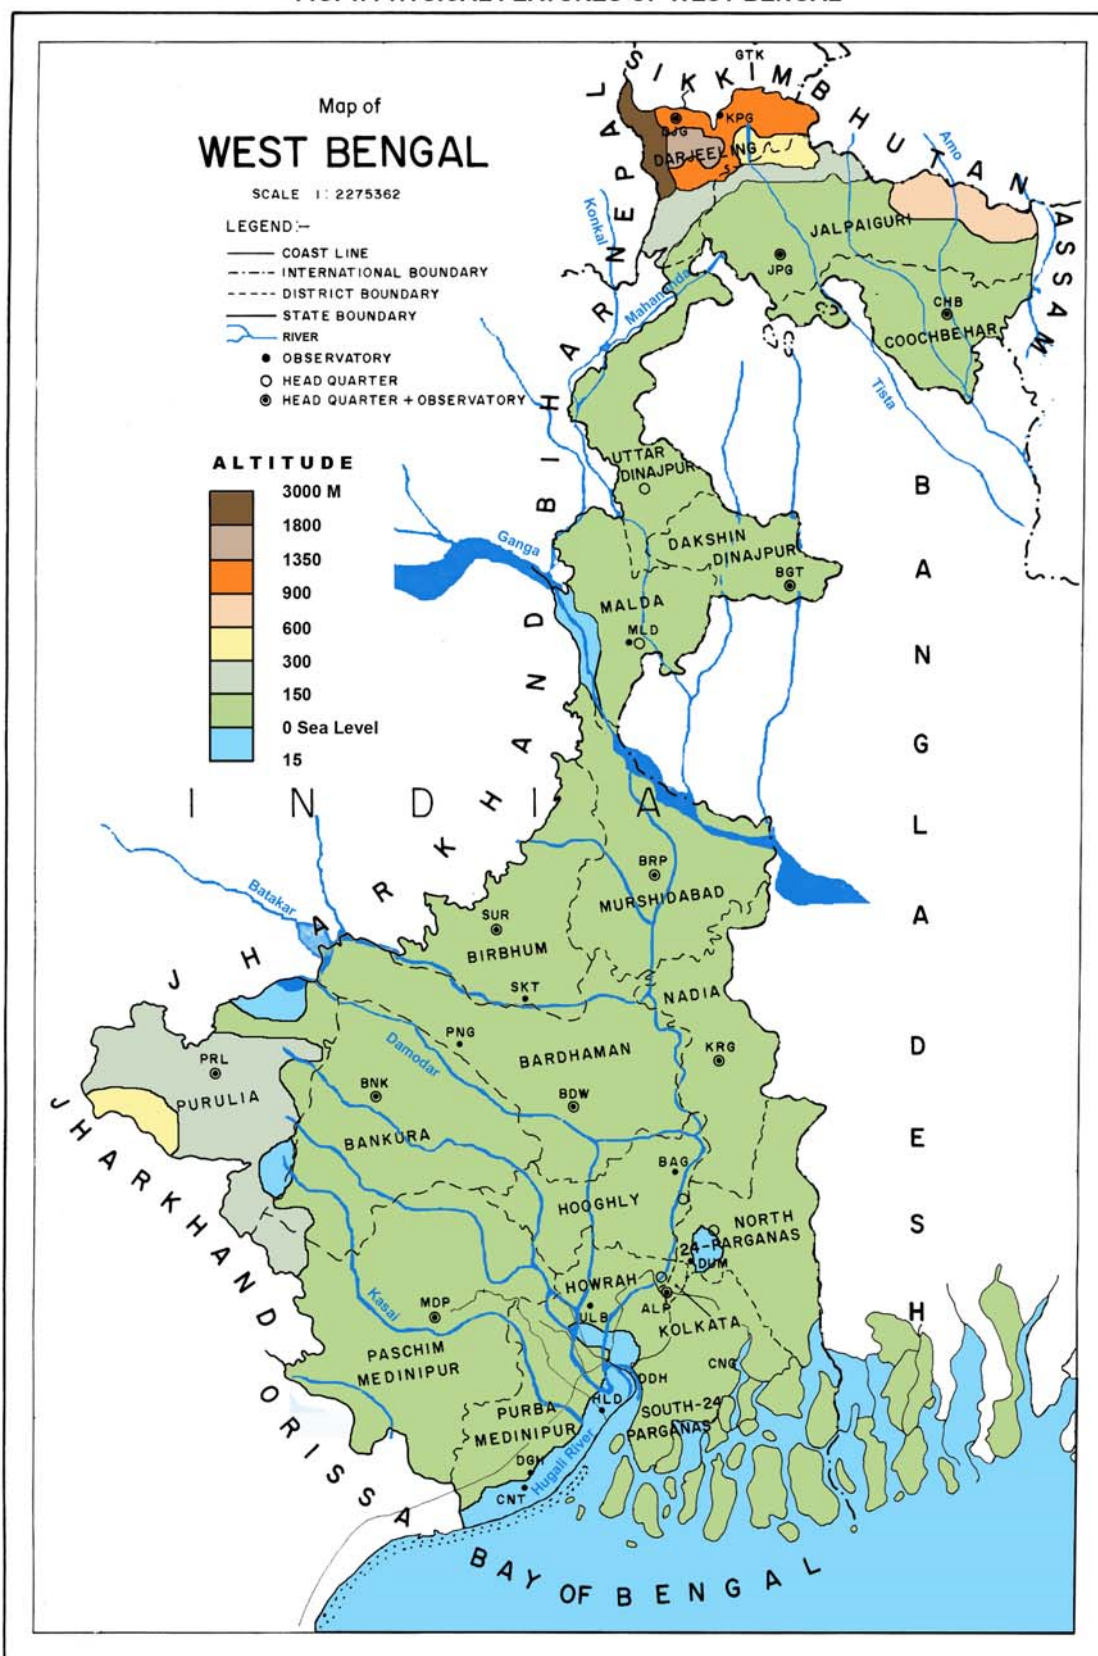 Map of
WEST BENGAL
SCALE 1: 2275362
LEGEND:-
COAST LINE
INTERNATIONAL BOUNDARY
DISTRICT BOUNDARY
STATE BOUNDARY
RIVER
OBSERVATORY
HEAD QUARTER
HEAD QUARTER + OBSERVATORY
ALTITUDE
3000 M
1800
1350
900
600
300
150
0 Sea Level
15
SIKKIM
GTK
BHUTAN
NEPAL
ASSAM
BIHAR
JHARKHAND
INDIA
BANGLADESH
JHARKHAND
ORISSA
BAY OF BENGAL
DJG
KPG
DARJEELING
Amo
Konkal
JALPAIGURI
JPG
Mahananda
CHB
COOCHBEHAR
Tista
UTTAR
DINAJPUR
DAKSHIN
DINAJPUR
BGT
Ganga
MALDA
MLD
BRP
MURSHIDABAD
Batakar
SUR
BIRBHUM
SKT
NADIA
PNG
Damodar
BARDHAMAN
KRG
PRL
PURULIA
BNK
BDW
BANKURA
BAG
HOOGHLY
NORTH
24-PARGANAS
DUM
HOWRAH
Kasai
MDP
ULB
ALP
KOLKATA
PASCHIM
MEDINIPUR
CNG
DDH
HLD
SOUTH-24
PARGANAS
PURBA
MEDINIPUR
DGH
Hugali River
CNT